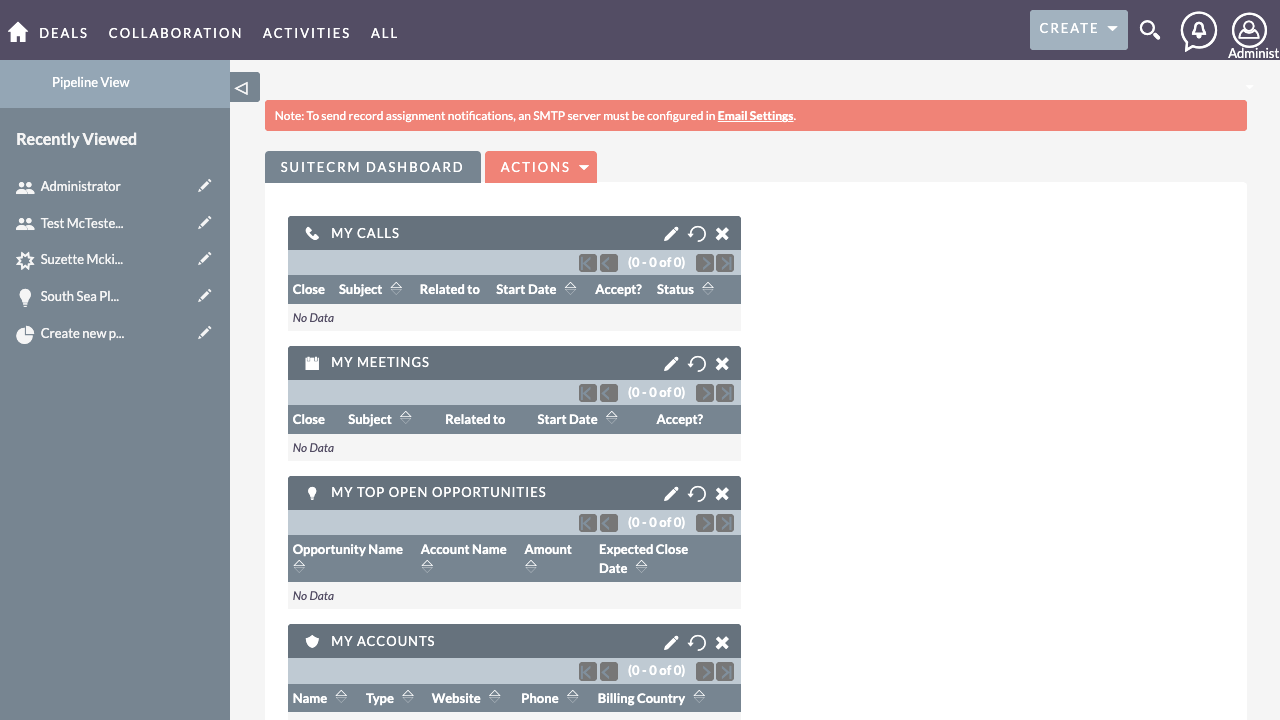 DEALS COLLABORATION ACTIVITIES ALL CREATE
Administ
Pipeline View
Recently Viewed
Administrator
Test McTeste...
Suzette Mcki...
South Sea Pl...
Create new p...
Note: To send record assignment notifications, an SMTP server must be configured in Email Settings.
SUITECRM DASHBOARD ACTIONS
MY CALLS
(0 - 0 of 0)
Close Subject Related to Start Date Accept? Status
No Data
MY MEETINGS
(0 - 0 of 0)
Close Subject Related to Start Date Accept?
No Data
MY TOP OPEN OPPORTUNITIES
(0 - 0 of 0)
Opportunity Name Account Name Amount Expected Close
Date
No Data
MY ACCOUNTS
(0 - 0 of 0)
Name Type Website Phone Billing Country